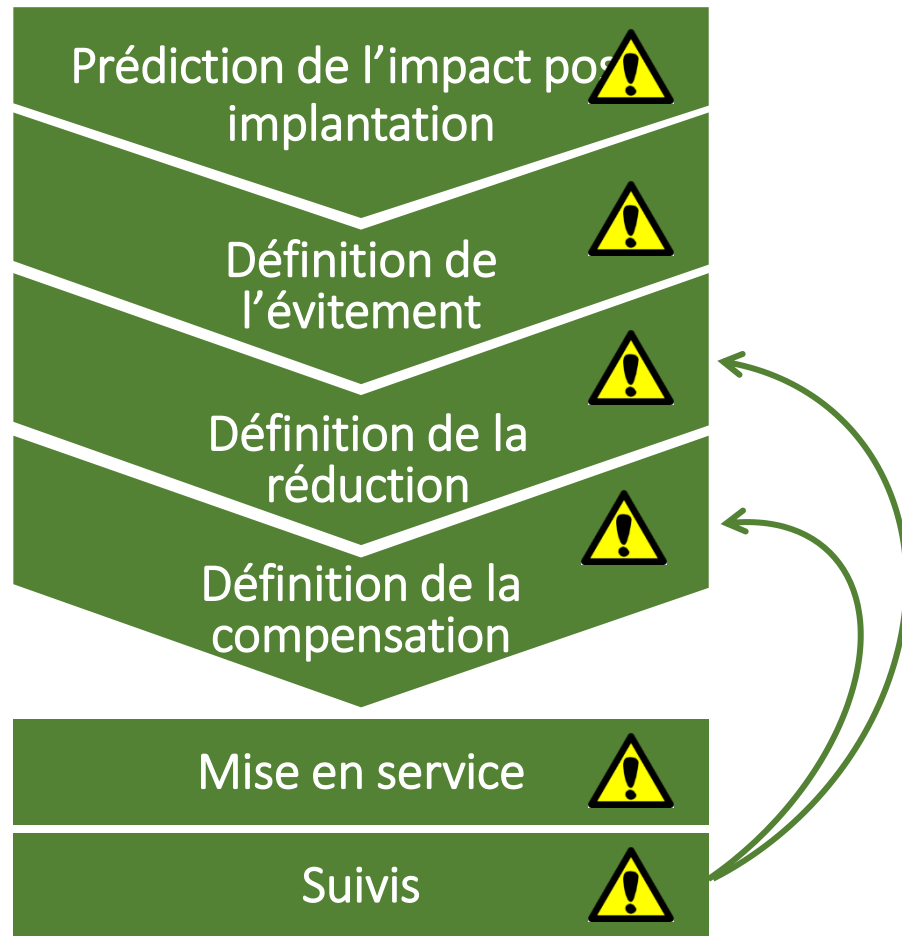 Prédiction de l’impact pos
implantation
Définition de
l’évitement
Définition de la
réduction
Définition de la
compensation
Mise en service
Suivis